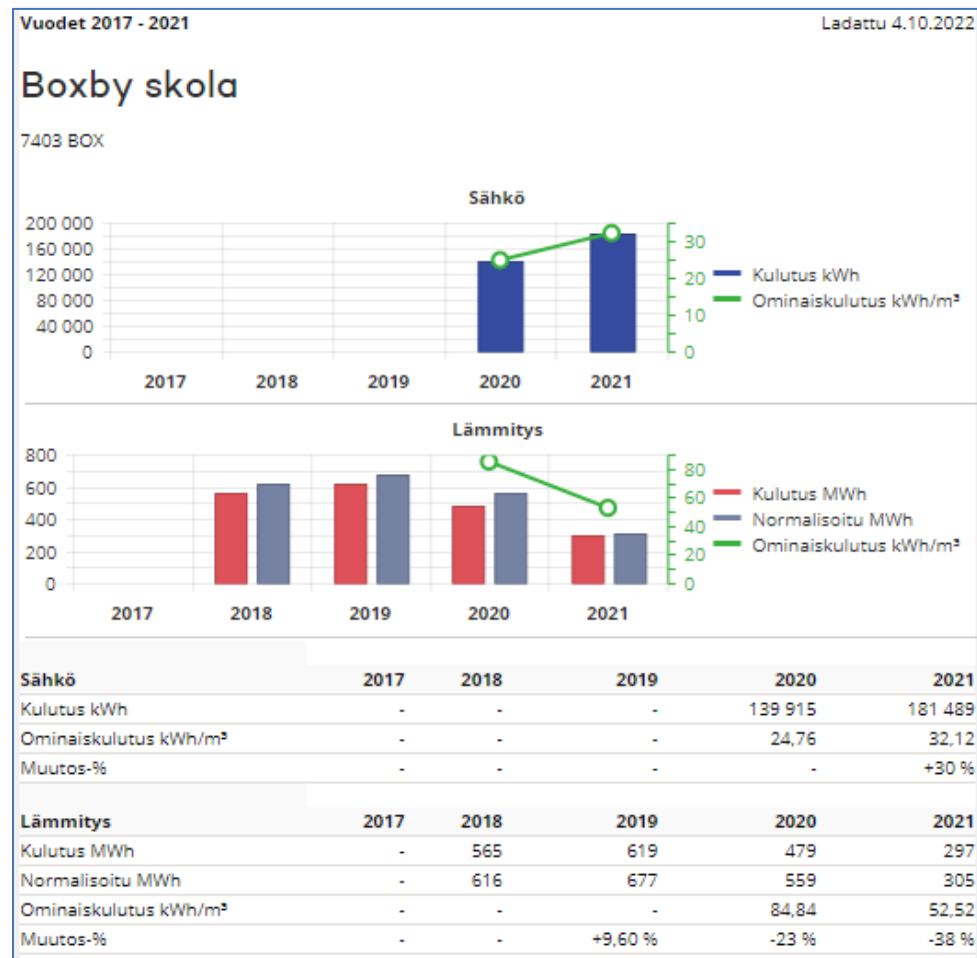 Vuodet 2017 - 2021 Ladattu 4.10.2022
Boxby skola
7403 BOX
Sähkö
200 000
160 000
120 000
80 000
40 000
0
30
20
10
0
Kulutus kWh
Ominaiskulutus kWh/m³
2017 2018 2019 2020 2021
Lämmitys
800
600
400
200
0
80
60
40
20
0
Kulutus MWh
Normalisoitu MWh
Ominaiskulutus kWh/m³
2017 2018 2019 2020 2021
Sähkö 2017 2018 2019 2020 2021
Kulutus kWh - - - 139 915 181 489
Ominaiskulutus kWh/m³ - - - 24,76 32,12
Muutos-% - - - - +30 %
Lämmitys 2017 2018 2019 2020 2021
Kulutus MWh - 565 619 479 297
Normalisoitu MWh - 616 677 559 305
Ominaiskulutus kWh/m³ - - - 84,84 52,52
Muutos-% - - +9,60 % -23 % -38 %